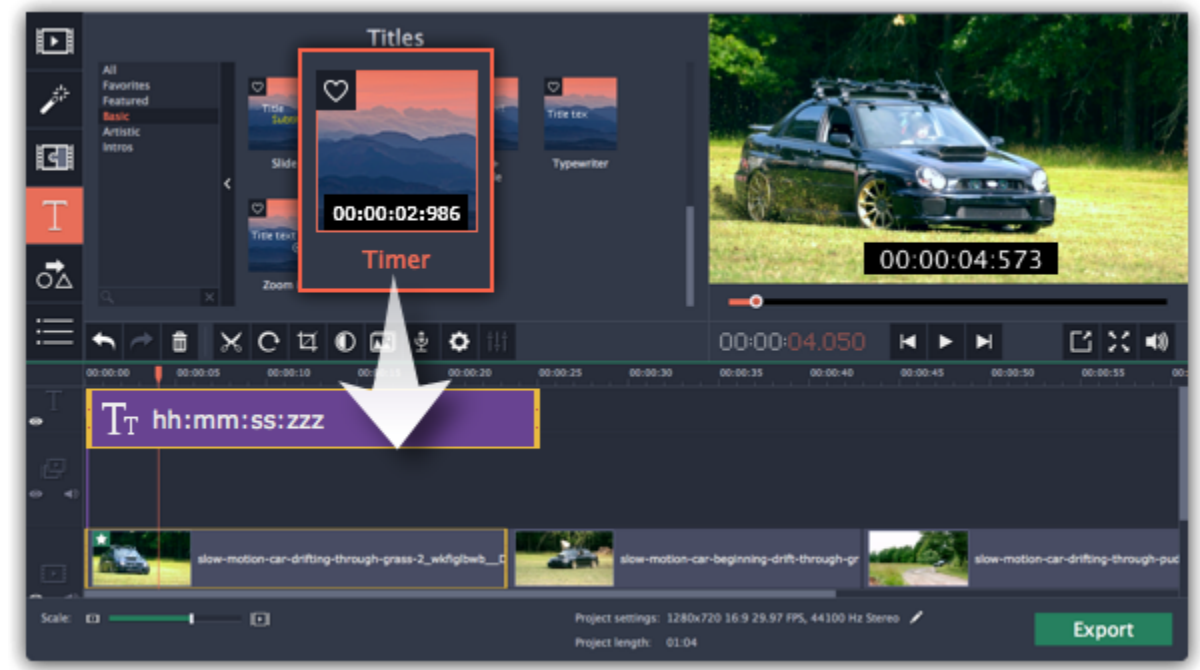 Titles
All
Favorites
Featured
Basic
Artistic
Intros
Title
Slide
Title tex
Typewriter
Title text
Zoom
00:00:02:986
Timer
00:00:04:573
00:00:04.050
00:00:00 00:00:05 00:00:10 00:00:15 00:00:20 00:00:25 00:00:30 00:00:35 00:00:40 00:00:45 00:00:50 00:00:55 00:
hh:mm:ss:zzz
slow-motion-car-drifting-through-grass-2_wkfiglbwb__D
slow-motion-car-beginning-drift-through-gr
slow-motion-car-drifting-through-pud
Scale:
Project settings: 1280x720 16:9 29.97 FPS, 44100 Hz Stereo
Project length: 01:04
Export